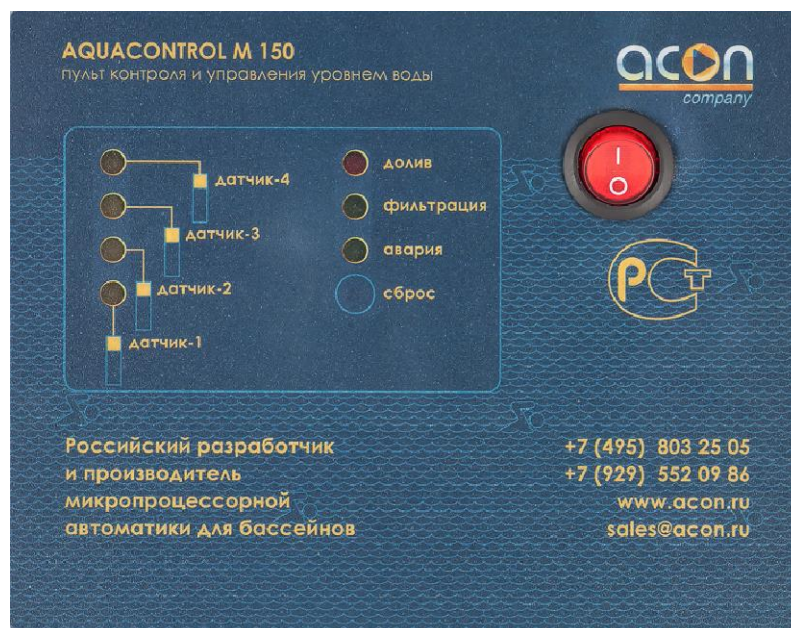 AQUACONTROL M 150
пульт контроля и управления уровнем воды
acon
company
датчик-4
датчик-3
датчик-2
датчик-1
долив
фильтрация
авария
сброс
I
O
РСт
Российский разработчик
и производитель
микропроцессорной
автоматики для бассейнов
+7 (495) 803 25 05
+7 (929) 552 09 86
www.acon.ru
sales@acon.ru